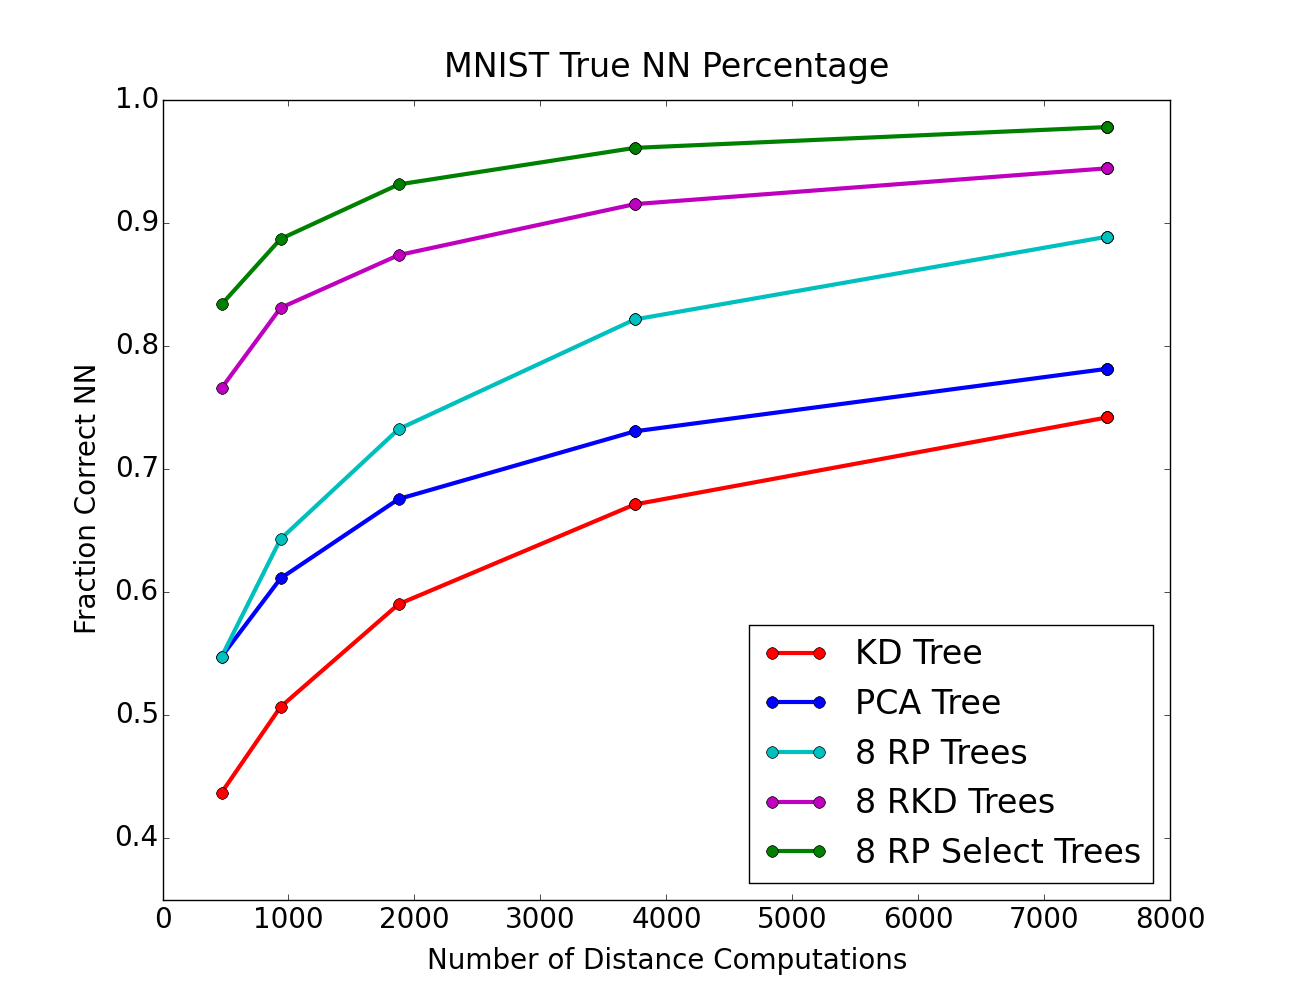 MNIST True NN Percentage
1.0
0.9
0.8
0.7
0.6
0.5
0.4
Fraction Correct NN
KD Tree
PCA Tree
8 RP Trees
8 RKD Trees
8 RP Select Trees
0 1000 2000 3000 4000 5000 6000 7000 8000
Number of Distance Computations